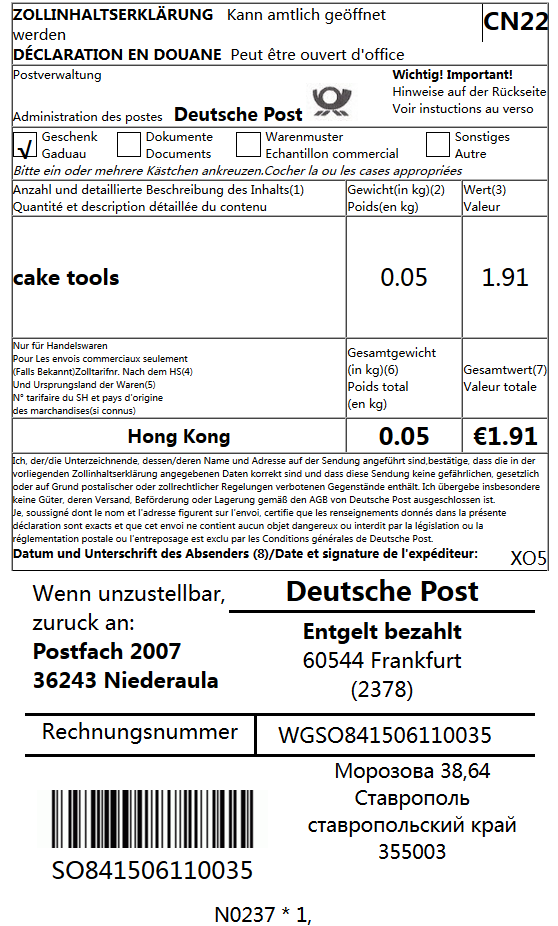 ZOLLINHALTSERKLÄRUNG Kann amtlich geöffnet
werden
DÉCLARATION EN DOUANE Peut être ouvert d'office
CN22
Postverwaltung
Administration des postes Deutsche Post
Wichtig! Important!
Hinweise auf der Rückseite
Voir instuctions au verso
√ Geschenk
Gaduau
Dokumente
Documents
Warenmuster
Echantillon commercial
Sonstiges
Autre
Bitte ein oder mehrere Kästchen ankreuzen.Cocher la ou les cases appropriées
Anzahl und detaillierte Beschreibung des Inhalts(1)
Quantité et description détaillée du contenu
Gewicht(in kg)(2)
Poids(en kg)
Wert(3)
Valeur
cake tools 0.05 1.91
Nur für Handelswaren
Pour Les envois commerciaux seulement
(Falls Bekannt)Zolltarifnr. Nach dem HS(4)
Und Ursprungsland der Waren(5)
N° tarifaire du SH et pays d'origine
des marchandises(si connus)
Gesamtgewicht
(in kg)(6)
Poids total
(en kg)
Gesamtwert(7)
Valeur totale
Hong Kong 0.05 €1.91
Ich, der/die Unterzeichnende, dessen/deren Name und Adresse auf der Sendung angeführt sind,bestätige, dass die in der
vorliegenden Zollinhaltserklärung angegebenen Daten korrekt sind und dass diese Sendung keine gefährlichen, gesetzlich
oder auf Grund postalischer oder zollrechtlicher Regelungen verbotenen Gegenstände enthält. Ich übergebe insbesondere
keine Güter, deren Versand, Beförderung oder Lagerung gemäß den AGB von Deutsche Post ausgeschlossen ist.
Je, soussigné dont le nom et l'adresse figurent sur l'envoi, certifie que les renseignements donnés dans la présente
déclaration sont exacts et que cet envoi ne contient aucun objet dangereux ou interdit par la législation ou la
réglementation postale ou l'entreposage est exclu par les Conditions générales de Deutsche Post.
Datum und Unterschrift des Absenders (8)/Date et signature de l'expéditeur:
XO5
Wenn unzustellbar,
zuruck an:
Postfach 2007
36243 Niederaula
Deutsche Post
Entgelt bezahlt
60544 Frankfurt
(2378)
Rechnungsnummer WGSO841506110035
Морозова 38,64
Ставрополь
ставропольский край
355003
SO841506110035
N0237 * 1,